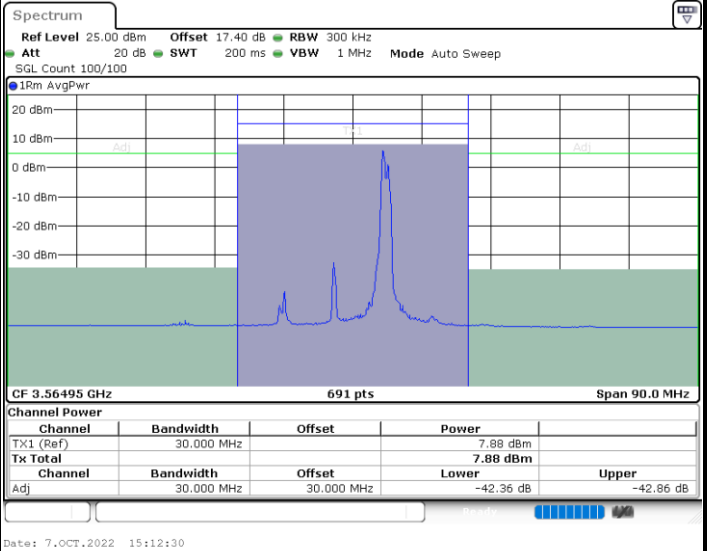 Spectrum
Ref Level 25.00 dBm Offset 17.40 dB RBW 300 kHz
Att 20 dB SWT 200 ms VBW 1 MHz Mode Auto Sweep
SGL Count 100/100
1Rm AvgPwr
20 dBm
TX1
10 dBm
Adj Adj
0 dBm
-10 dBm
-20 dBm
-30 dBm
CF 3.56495 GHz 691 pts Span 90.0 MHz
Channel Power
Channel Bandwidth Offset Power
TX1 (Ref) 30.000 MHz 7.88 dBm
Tx Total 7.88 dBm
Channel Bandwidth Offset Lower Upper
Adj 30.000 MHz 30.000 MHz -42.36 dB -42.86 dB
Ready
Date: 7.OCT.2022 15:12:30